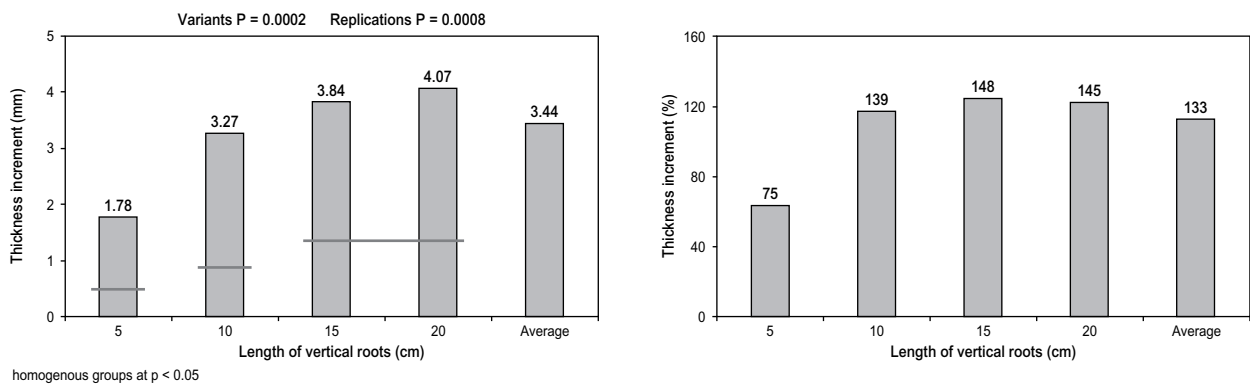 Variants P = 0.0002 Replications P = 0.0008
Thickness increment (mm)
5
4
3
2
1
0
1.78
3.27
3.84
4.07
3.44
5 10 15 20 Average
Length of vertical roots (cm)
homogenous groups at p < 0.05
Thickness increment (%)
160
120
80
40
0
75
139
148
145
133
5 10 15 20 Average
Length of vertical roots (cm)